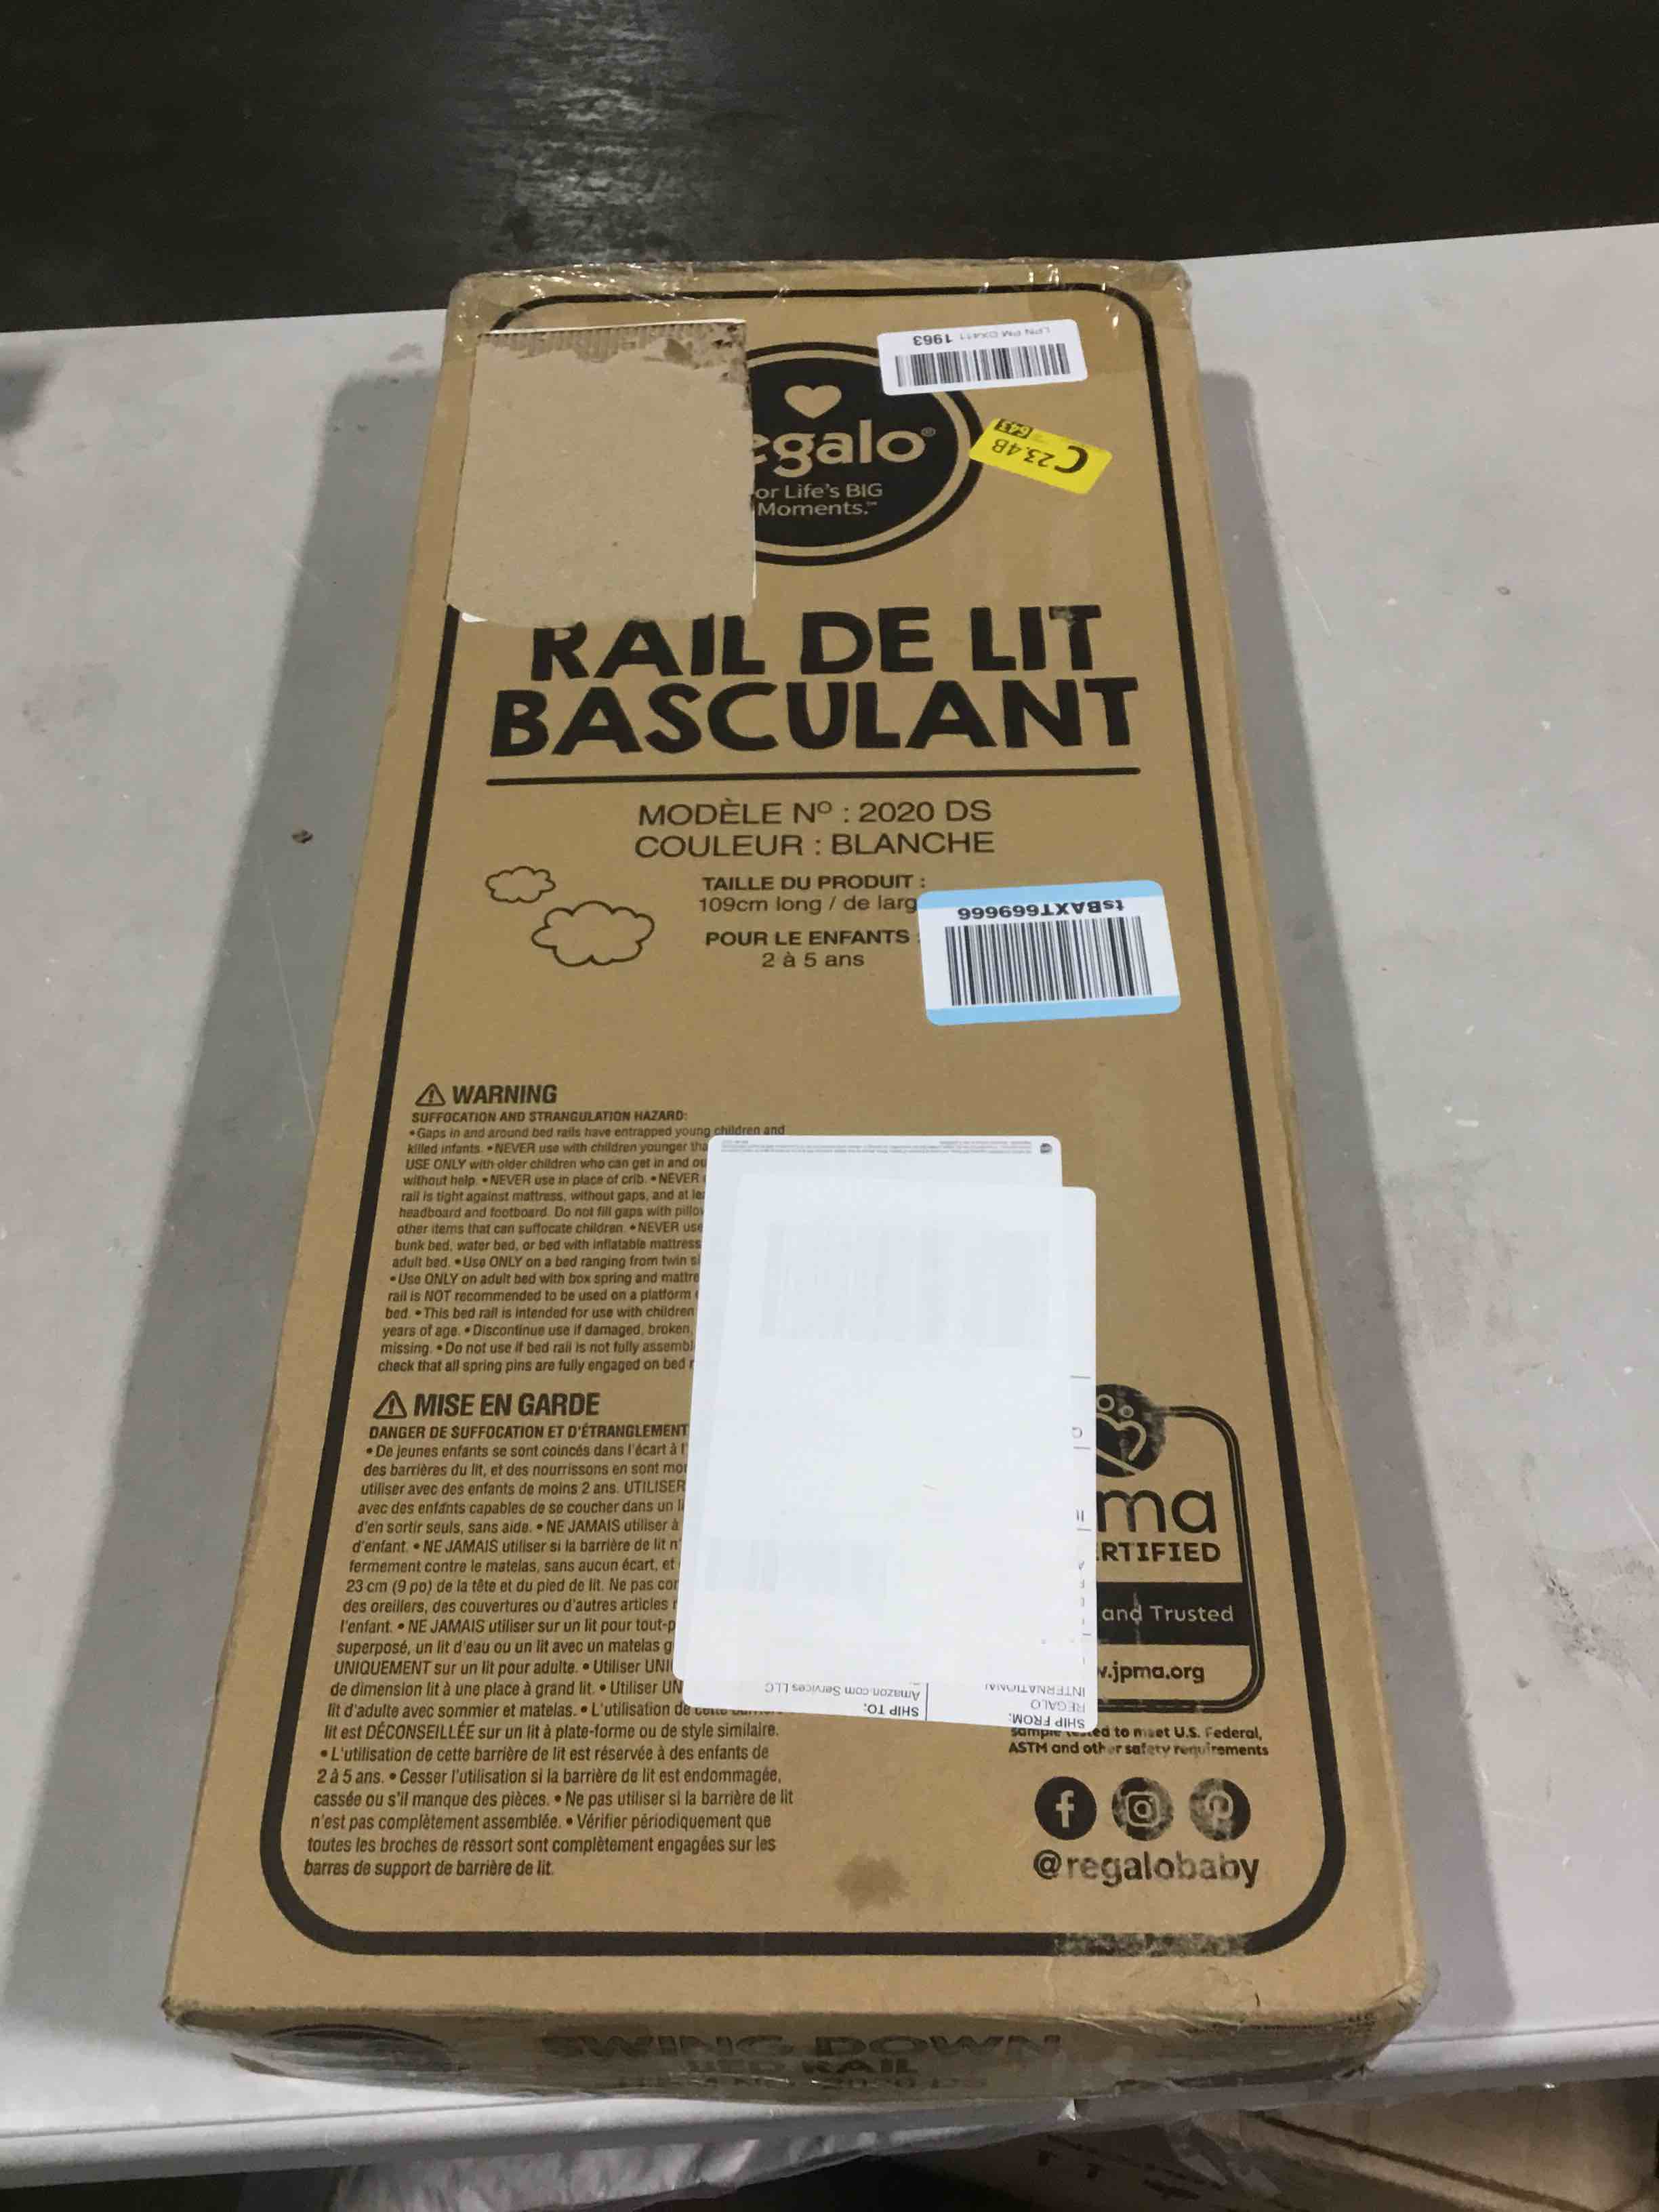 LPN PM DX411 1963
egalo®
or Life's BIG
Moments.™
C 23.4B
643
RAIL DE LIT
BASCULANT
MODÈLE Nº : 2020 DS
COULEUR : BLANCHE
TAILLE DU PRODUIT :
109cm long / de larg
POUR LE ENFANTS :
2 à 5 ans
tsBAXT669666
WARNING
SUFFOCATION AND STRANGULATION HAZARD:
• Gaps in and around bed rails have entrapped young children and
killed infants. • NEVER use with children younger tha
USE ONLY with older children who can get in and ou
without help. • NEVER use in place of crib. • NEVER
rail is tight against mattress, without gaps, and at le
headboard and footboard. Do not fill gaps with pillo
other items that can suffocate children. • NEVER use
bunk bed, water bed, or bed with inflatable mattress
adult bed. • Use ONLY on a bed ranging from twin si
• Use ONLY on adult bed with box spring and mattre
rail is NOT recommended to be used on a platform
bed. • This bed rail is intended for use with children
years of age. • Discontinue use if damaged, broken,
missing. • Do not use if bed rail is not fully assembl
check that all spring pins are fully engaged on bed r
MISE EN GARDE
DANGER DE SUFFOCATION ET D'ÉTRANGLEMENT
• De jeunes enfants se sont coincés dans l'écart à l'
des barrières du lit, et des nourrissons en sont mor
utiliser avec des enfants de moins 2 ans. UTILISER
avec des enfants capables de se coucher dans un li
d'en sortir seuls, sans aide. • NE JAMAIS utiliser à
d'enfant. • NE JAMAIS utiliser si la barrière de lit n'
fermement contre le matelas, sans aucun écart, et
23 cm (9 po) de la tête et du pied de lit. Ne pas com
des oreillers, des couvertures ou d'autres articles
l'enfant. • NE JAMAIS utiliser sur un lit pour tout-p
superposé, un lit d'eau ou un lit avec un matelas g
UNIQUEMENT sur un lit pour adulte. • Utiliser UNI
de dimension lit à une place à grand lit. • Utiliser UN
lit d'adulte avec sommier et matelas. • L'utilisation de
lit est DÉCONSEILLÉE sur un lit à plate-forme ou de style similaire.
• L'utilisation de cette barrière de lit est réservée à des enfants de
2 à 5 ans. • Cesser l'utilisation si la barrière de lit est endommagée,
cassée ou s'il manque des pièces. • Ne pas utiliser si la barrière de lit
n'est pas complètement assemblée. • Vérifier périodiquement que
toutes les broches de ressort sont complètement engagées sur les
barres de support de barrière de lit.
ma
RTIFIED
and Trusted
.jpma.org
SHIP FROM:
REGALO
INTERNATIONAL
SHIP TO:
Amazon.com Services LLC
to meet U.S. Federal,
ASTM and other safety requirements
@regalobaby
SWING DOWN
BED RAIL